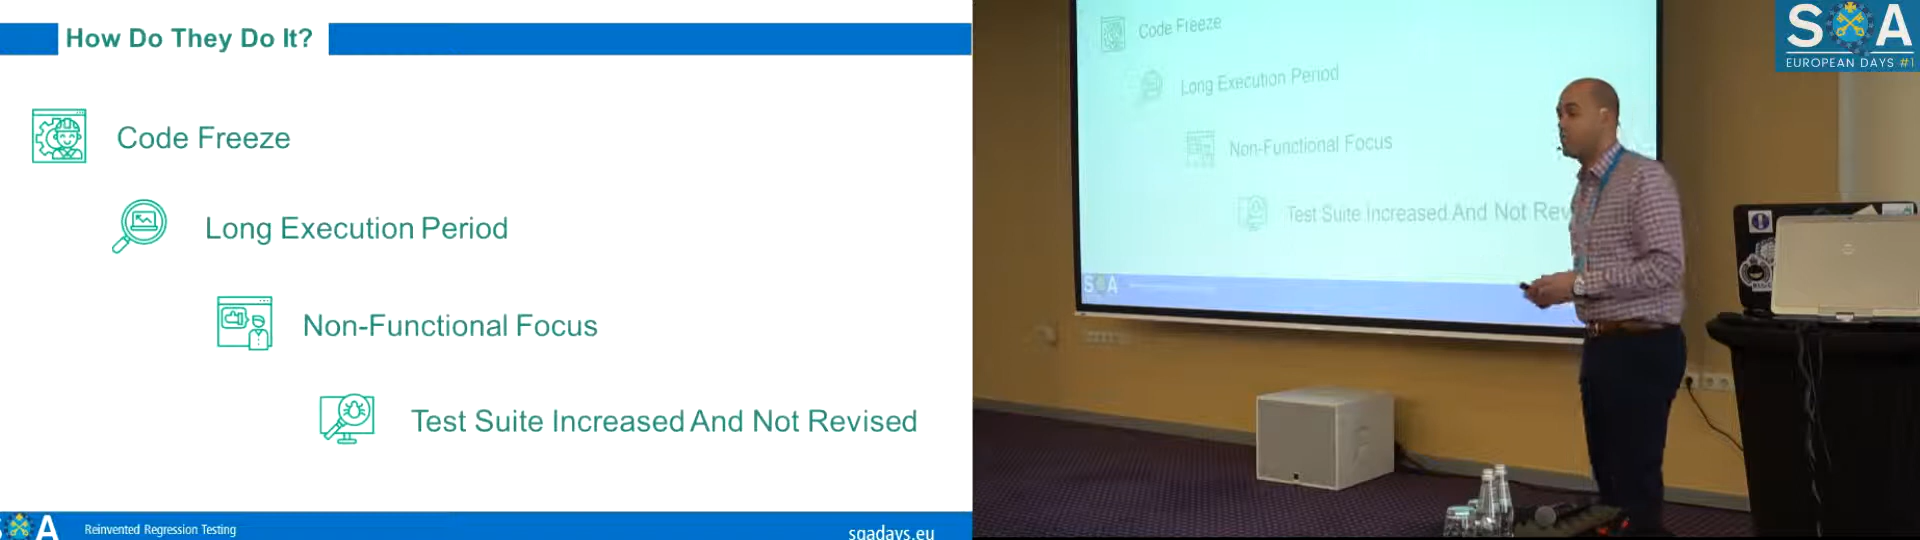 How Do They Do It?
Code Freeze
Long Execution Period
Non-Functional Focus
Test Suite Increased And Not Revised
A
Reinvented Regression Testing
sqadays.eu
Code Freeze
Long Execution Period
Non-Functional Focus
Test Suite Increased And Not Rev
S A
SQA
EUROPEAN DAYS #1